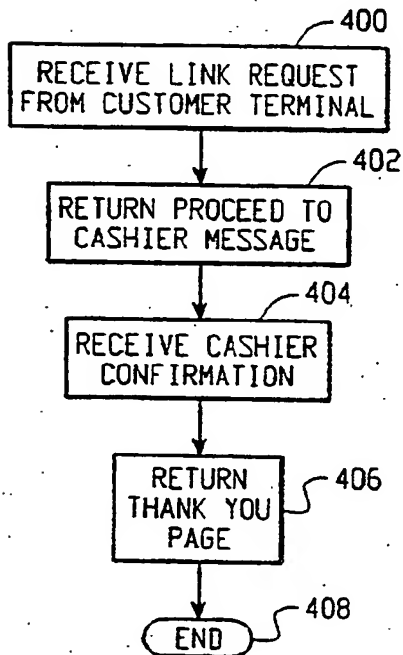 400
RECEIVE LINK REQUEST
FROM CUSTOMER TERMINAL
402
RETURN PROCEED TO
CASHIER MESSAGE
404
RECEIVE CASHIER
CONFIRMATION
RETURN
THANK YOU
PAGE
406
END
408